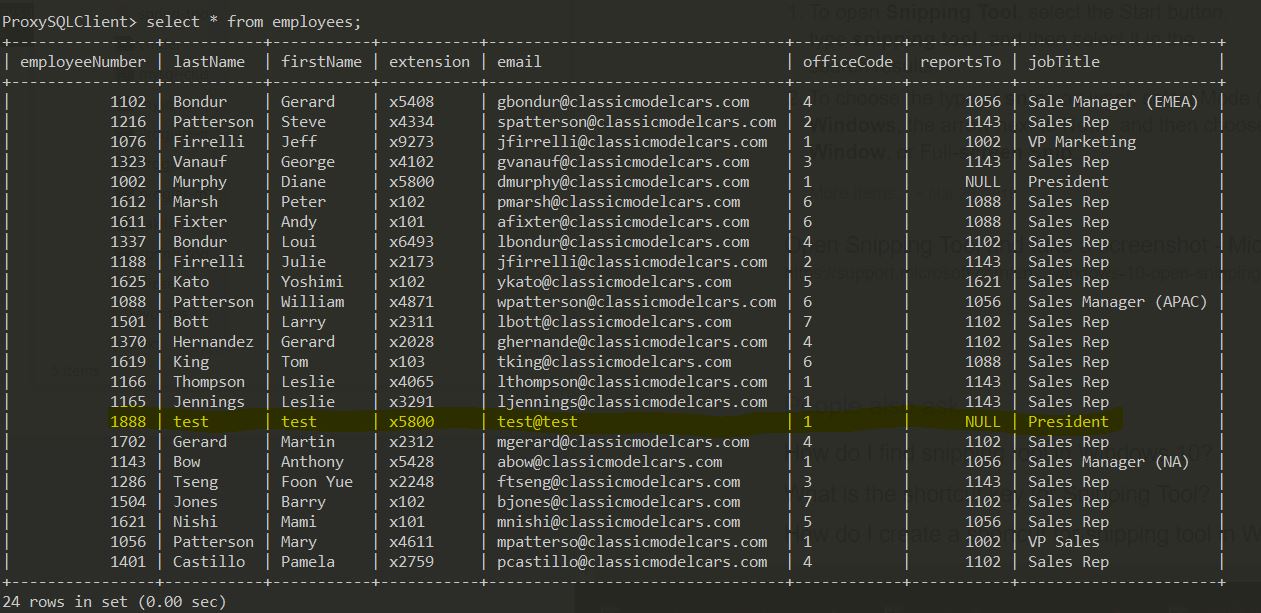 ProxySQLClient> select * from employees;
+----------------+-----------+-----------+-----------+--------------------------------+------------+-----------+----------------------+
| employeeNumber | lastName | firstName | extension | email | officeCode | reportsTo | jobTitle |
+----------------+-----------+-----------+-----------+--------------------------------+------------+-----------+----------------------+
| 1102 | Bondur | Gerard | x5408 | gbondur@classicmodelcars.com | 4 | 1056 | Sale Manager (EMEA) |
| 1216 | Patterson | Steve | x4334 | spatterson@classicmodelcars.com | 2 | 1143 | Sales Rep |
| 1076 | Firrelli | Jeff | x9273 | jfirrelli@classicmodelcars.com | 1 | 1002 | VP Marketing |
| 1323 | Vanauf | George | x4102 | gvanauf@classicmodelcars.com | 3 | 1143 | Sales Rep |
| 1002 | Murphy | Diane | x5800 | dmurphy@classicmodelcars.com | 1 | NULL | President |
| 1612 | Marsh | Peter | x102 | pmarsh@classicmodelcars.com | 6 | 1088 | Sales Rep |
| 1611 | Fixter | Andy | x101 | afixter@classicmodelcars.com | 6 | 1088 | Sales Rep |
| 1337 | Bondur | Loui | x6493 | lbondur@classicmodelcars.com | 4 | 1102 | Sales Rep |
| 1188 | Firrelli | Julie | x2173 | jfirrelli@classicmodelcars.com | 2 | 1143 | Sales Rep |
| 1625 | Kato | Yoshimi | x102 | ykato@classicmodelcars.com | 5 | 1621 | Sales Rep |
| 1088 | Patterson | William | x4871 | wpatterson@classicmodelcars.com | 6 | 1056 | Sales Manager (APAC) |
| 1501 | Bott | Larry | x2311 | lbott@classicmodelcars.com | 7 | 1102 | Sales Rep |
| 1370 | Hernandez | Gerard | x2028 | ghernande@classicmodelcars.com | 4 | 1102 | Sales Rep |
| 1619 | King | Tom | x103 | tking@classicmodelcars.com | 6 | 1088 | Sales Rep |
| 1166 | Thompson | Leslie | x4065 | lthompson@classicmodelcars.com | 1 | 1143 | Sales Rep |
| 1165 | Jennings | Leslie | x3291 | ljennings@classicmodelcars.com | 1 | 1143 | Sales Rep |
| 1888 | test | test | x5800 | test@test | 1 | NULL | President |
| 1702 | Gerard | Martin | x2312 | mgerard@classicmodelcars.com | 4 | 1102 | Sales Rep |
| 1143 | Bow | Anthony | x5428 | abow@classicmodelcars.com | 1 | 1056 | Sales Manager (NA) |
| 1286 | Tseng | Foon Yue | x2248 | ftseng@classicmodelcars.com | 3 | 1143 | Sales Rep |
| 1504 | Jones | Barry | x102 | bjones@classicmodelcars.com | 7 | 1102 | Sales Rep |
| 1621 | Nishi | Mami | x101 | mnishi@classicmodelcars.com | 5 | 1056 | Sales Rep |
| 1056 | Patterson | Mary | x4611 | mpatterso@classicmodelcars.com | 1 | 1002 | VP Sales |
| 1401 | Castillo | Pamela | x2759 | pcastillo@classicmodelcars.com | 4 | 1102 | Sales Rep |
+----------------+-----------+-----------+-----------+--------------------------------+------------+-----------+----------------------+
24 rows in set (0.00 sec)